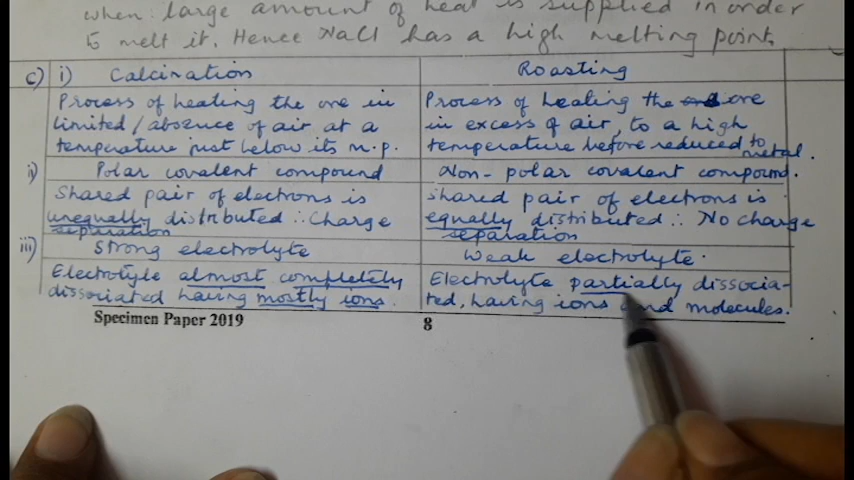 when large amount of heat is supplied in order
to melt it. Hence NaCl has a high melting point.
c) i) Calcination Roasting
Process of heating the ore in
limited/absence of air at a
temperature just below its m.p.
Process of heating the ore
in excess of air, to a high
temperature before reduced to
metal.
ii) Polar covalent compound Non-polar covalent compound.
Shared pair of electrons is
unequally distributed ∴ Charge
separation
shared pair of electrons is
equally distributed ∴ No charge
separation
iii) Strong electrolyte Weak electrolyte.
Electrolyte almost completely
dissociated having mostly ions.
Electrolyte partially dissocia-
ted, having ions and molecules.
Specimen Paper 2019 8